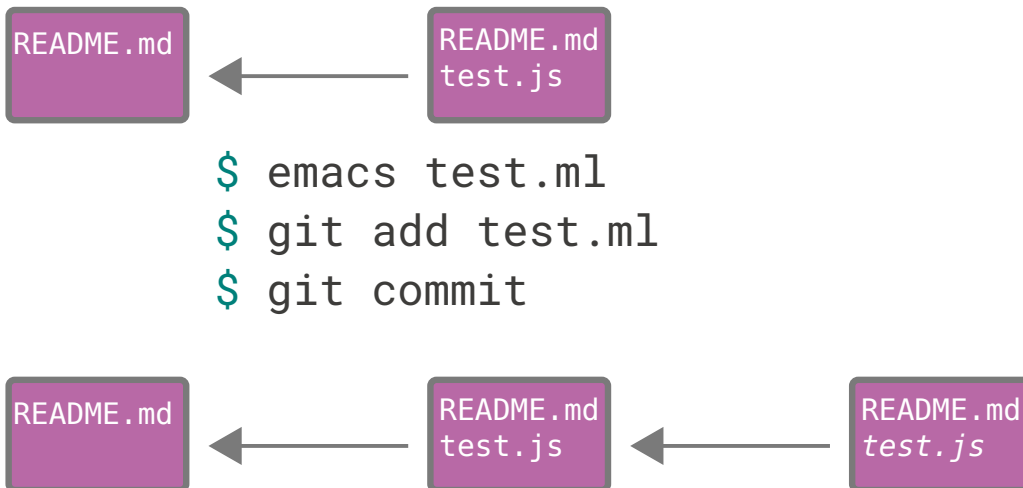 README.md
README.md
test.js
$ emacs test.ml
$ git add test.ml
$ git commit
README.md
README.md
test.js
README.md
test.js